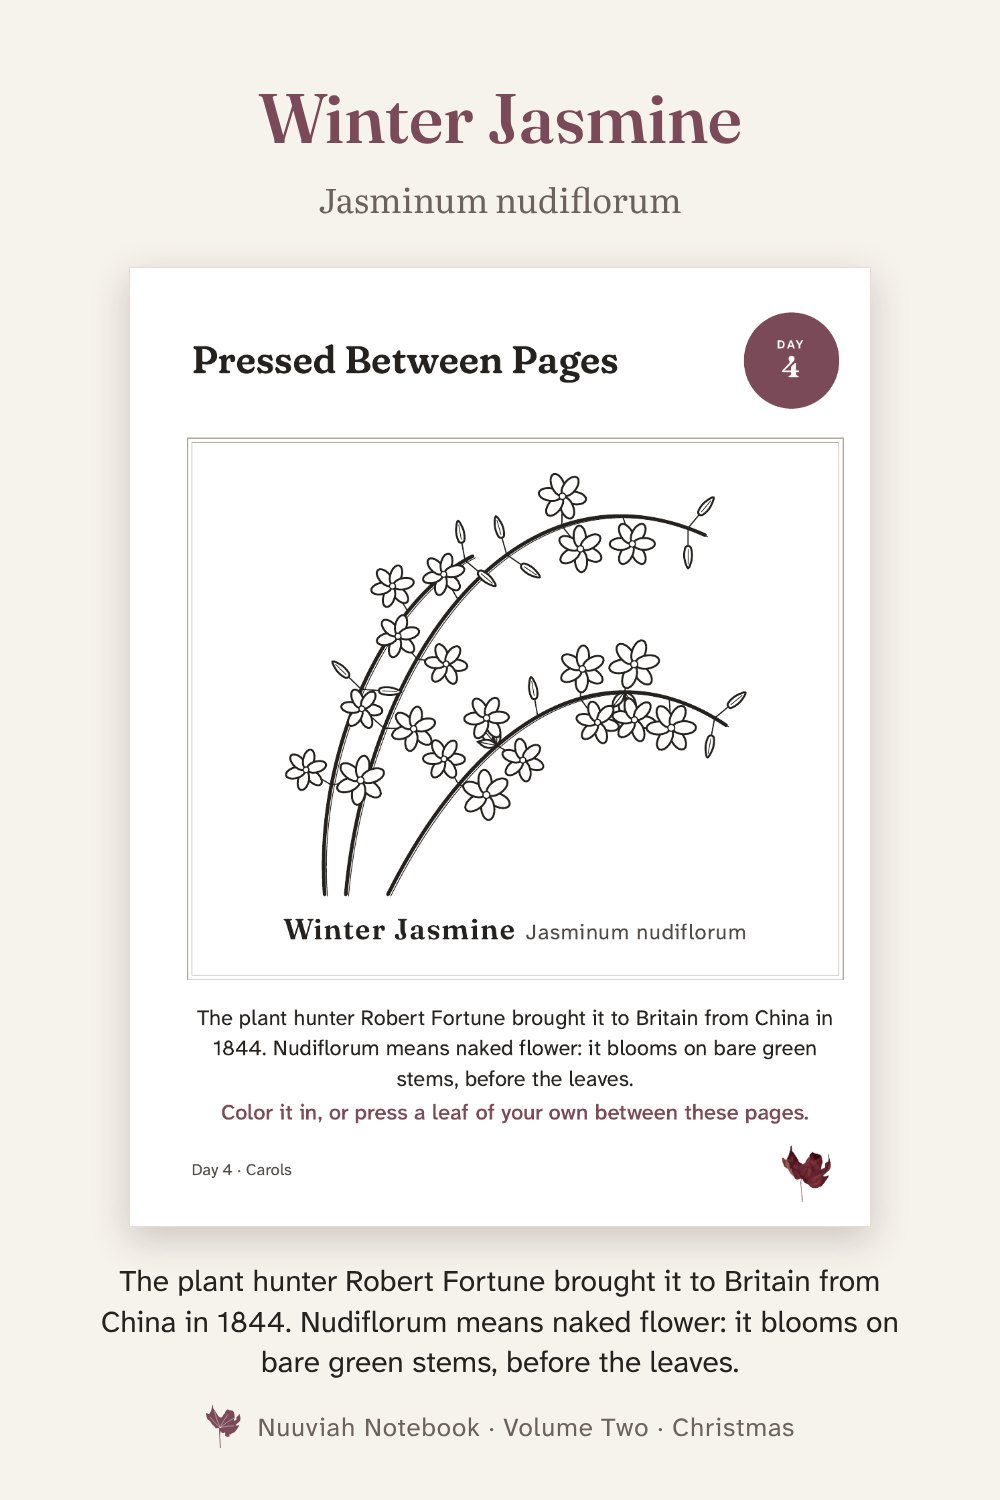 Winter Jasmine
Jasminum nudiflorum
Pressed Between Pages
DAY
4
Winter Jasmine Jasminum nudiflorum
The plant hunter Robert Fortune brought it to Britain from China in
1844. Nudiflorum means naked flower: it blooms on bare green
stems, before the leaves.
Color it in, or press a leaf of your own between these pages.
Day 4 · Carols
The plant hunter Robert Fortune brought it to Britain from
China in 1844. Nudiflorum means naked flower: it blooms on
bare green stems, before the leaves.
Nuuviah Notebook · Volume Two · Christmas